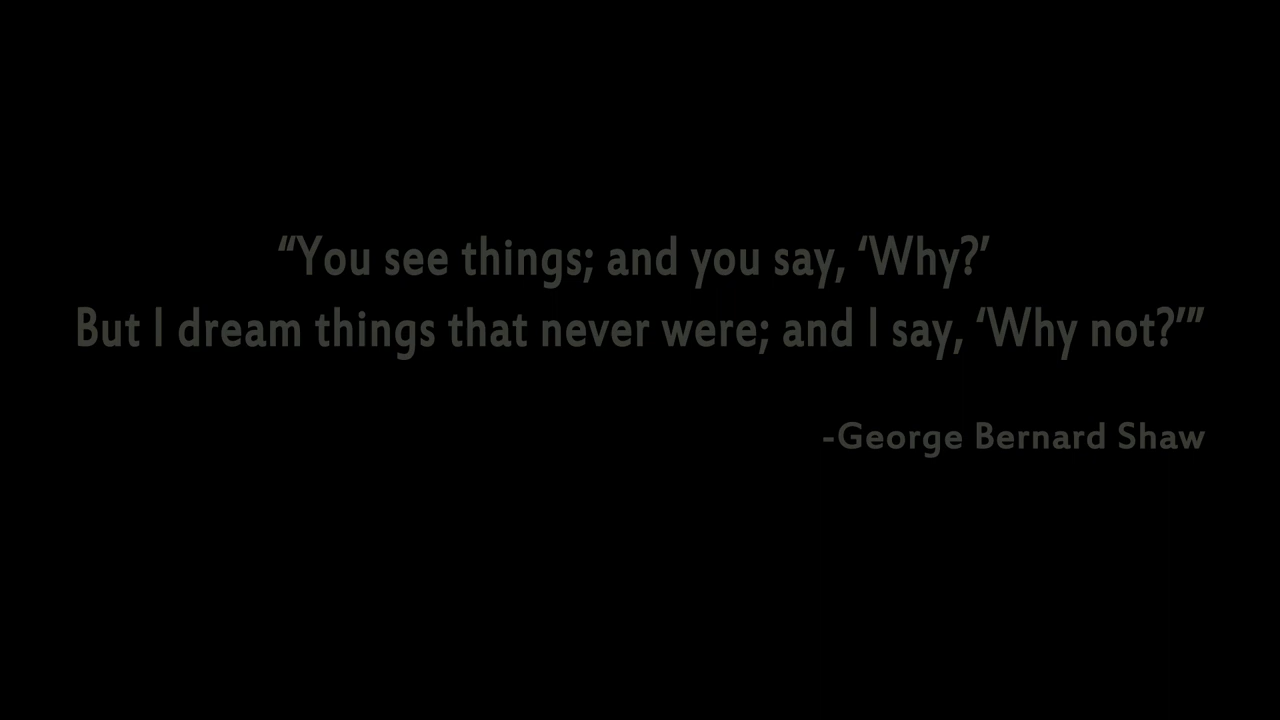 “You see things; and you say, ‘Why?’
But I dream things that never were; and I say, ‘Why not?’”
-George Bernard Shaw